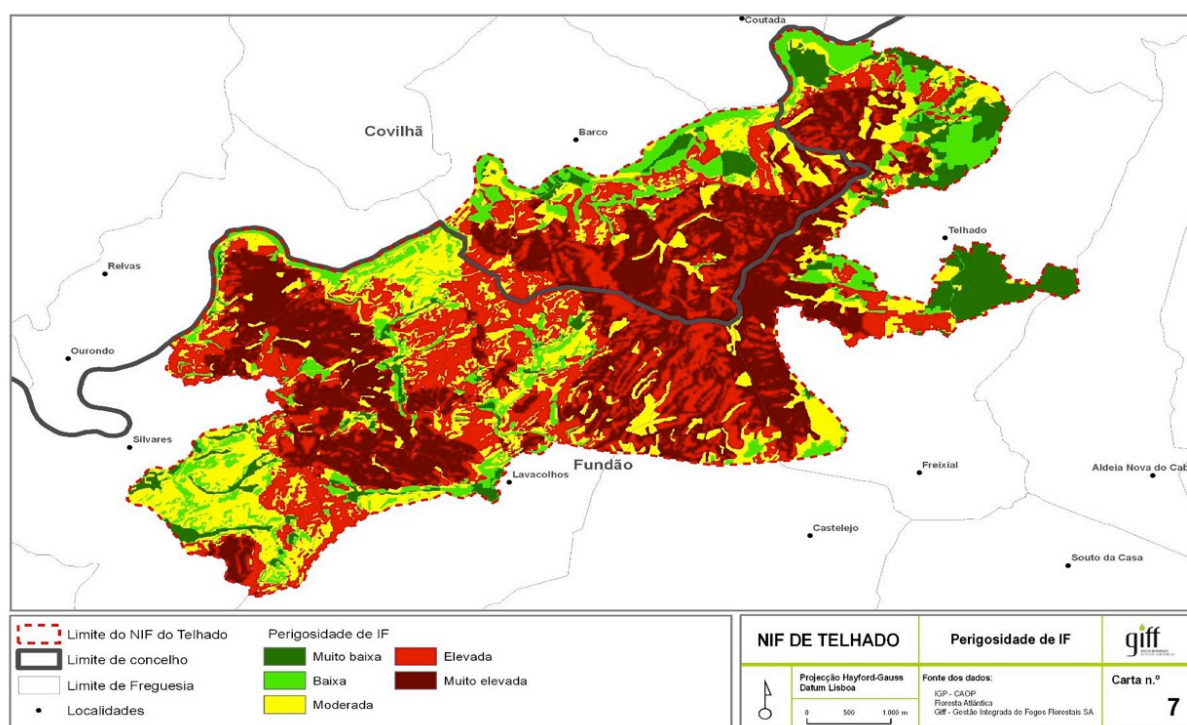 Coutada
Covilhã
Barco
Telhado
Relvas
Ourondo
Silvares
Lavacolhos
Fundão
Freixial
Aldeia Nova do Cab
Castelejo
Souto da Casa
Limite do NIF do Telhado
Limite de concelho
Limite de Freguesia
Localidades
Perigosidade de IF
Muito baixa
Baixa
Moderada
Elevada
Muito elevada
NIF DE TELHADO
Perigosidade de IF
giff
Projecção Hayford-Gauss
Datum Lisboa
0 500 1.000 m
Fonte dos dados:
IGP - CAOP
Floresta Atlântica
Giff - Gestão Integrada de Fogos Florestais SA
Carta n.º
7